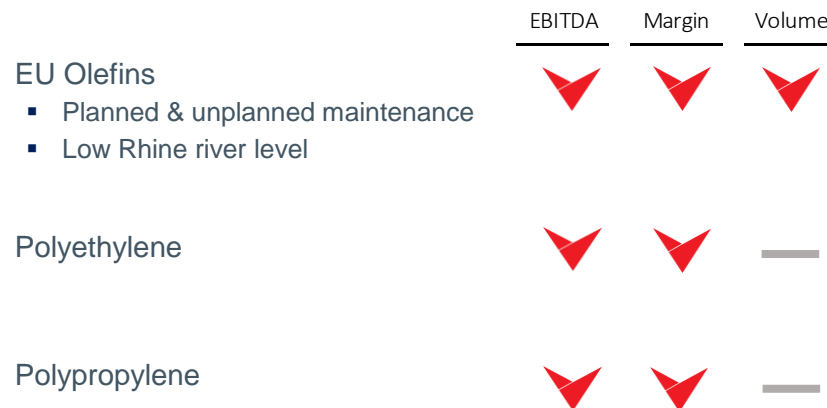 EBITDA Margin Volume
EU Olefins
▪ Planned & unplanned maintenance
▪ Low Rhine river level
Polyethylene
Polypropylene